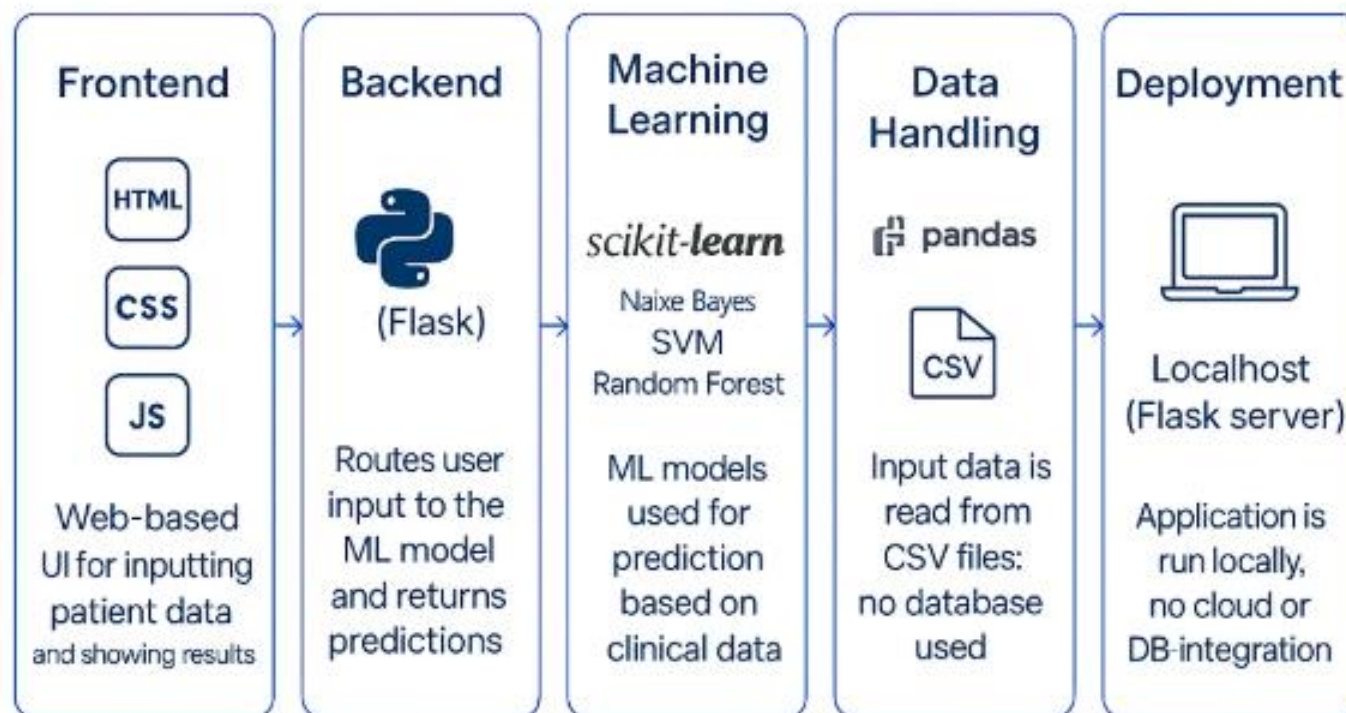 Frontend
HTML
CSS
JS
Web-based
UI for inputting
patient data
and showing results
Backend
(Flask)
Routes user
input to the
ML model
and returns
predictions
Machine
Learning
scikit-learn
Naixe Bayes
SVM
Random Forest
ML models
used for
prediction
based on
clinical data
Data
Handling
pandas
CSV
Input data is
read from
CSV files:
no database
used
Deployment
Localhost
(Flask server)
Application is
run locally,
no cloud or
DB-integration